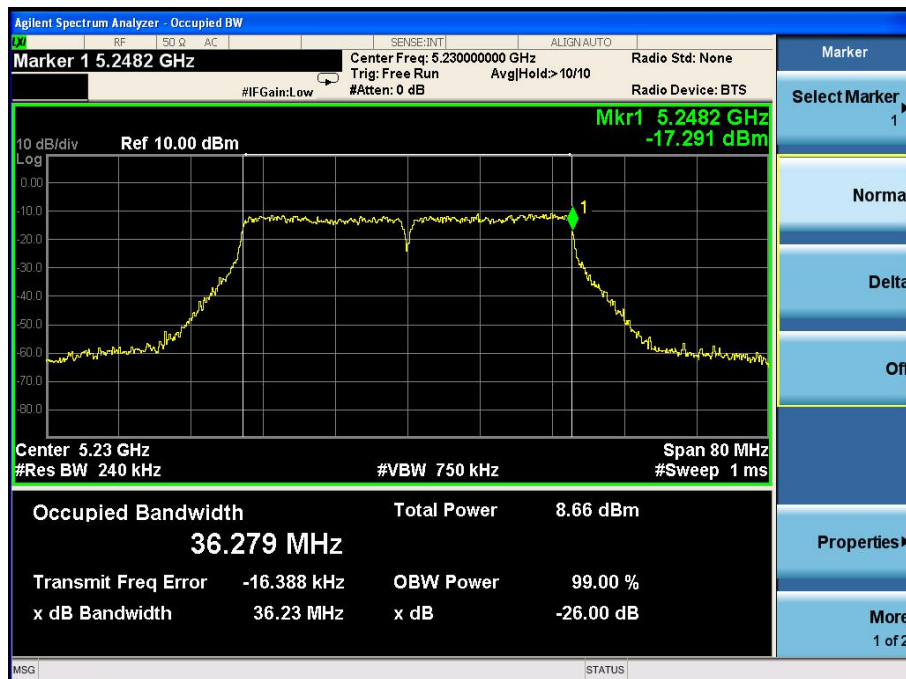 Agilent Spectrum Analyzer - Occupied BW
LXI RF 50 Ω AC SENSE:INT ALIGN AUTO
Marker 1 5.2482 GHz
Center Freq: 5.230000000 GHz
Radio Std: None
Trig: Free Run Avg|Hold:> 10/10
#IFGain:Low #Atten: 0 dB Radio Device: BTS
Mkr1 5.2482 GHz
10 dB/div Ref 10.00 dBm -17.291 dBm
Log
0.00
-10.0
-20.0
-30.0
-40.0
-50.0
-60.0
-70.0
-80.0
1
Center 5.23 GHz Span 80 MHz
#Res BW 240 kHz #VBW 750 kHz #Sweep 1 ms
Occupied Bandwidth Total Power 8.66 dBm
36.279 MHz
Transmit Freq Error -16.388 kHz OBW Power 99.00 %
x dB Bandwidth 36.23 MHz x dB -26.00 dB
MSG STATUS
Marker
Select Marker
1
Norma
Delta
Off
Properties
More
1 of 2